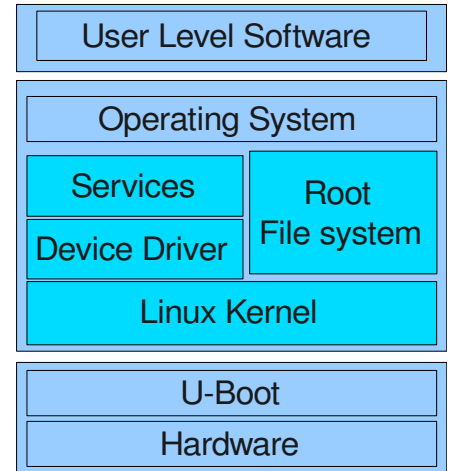 User Level Software
Operating System
Services
Device Driver
Root
File system
Linux Kernel
U-Boot
Hardware